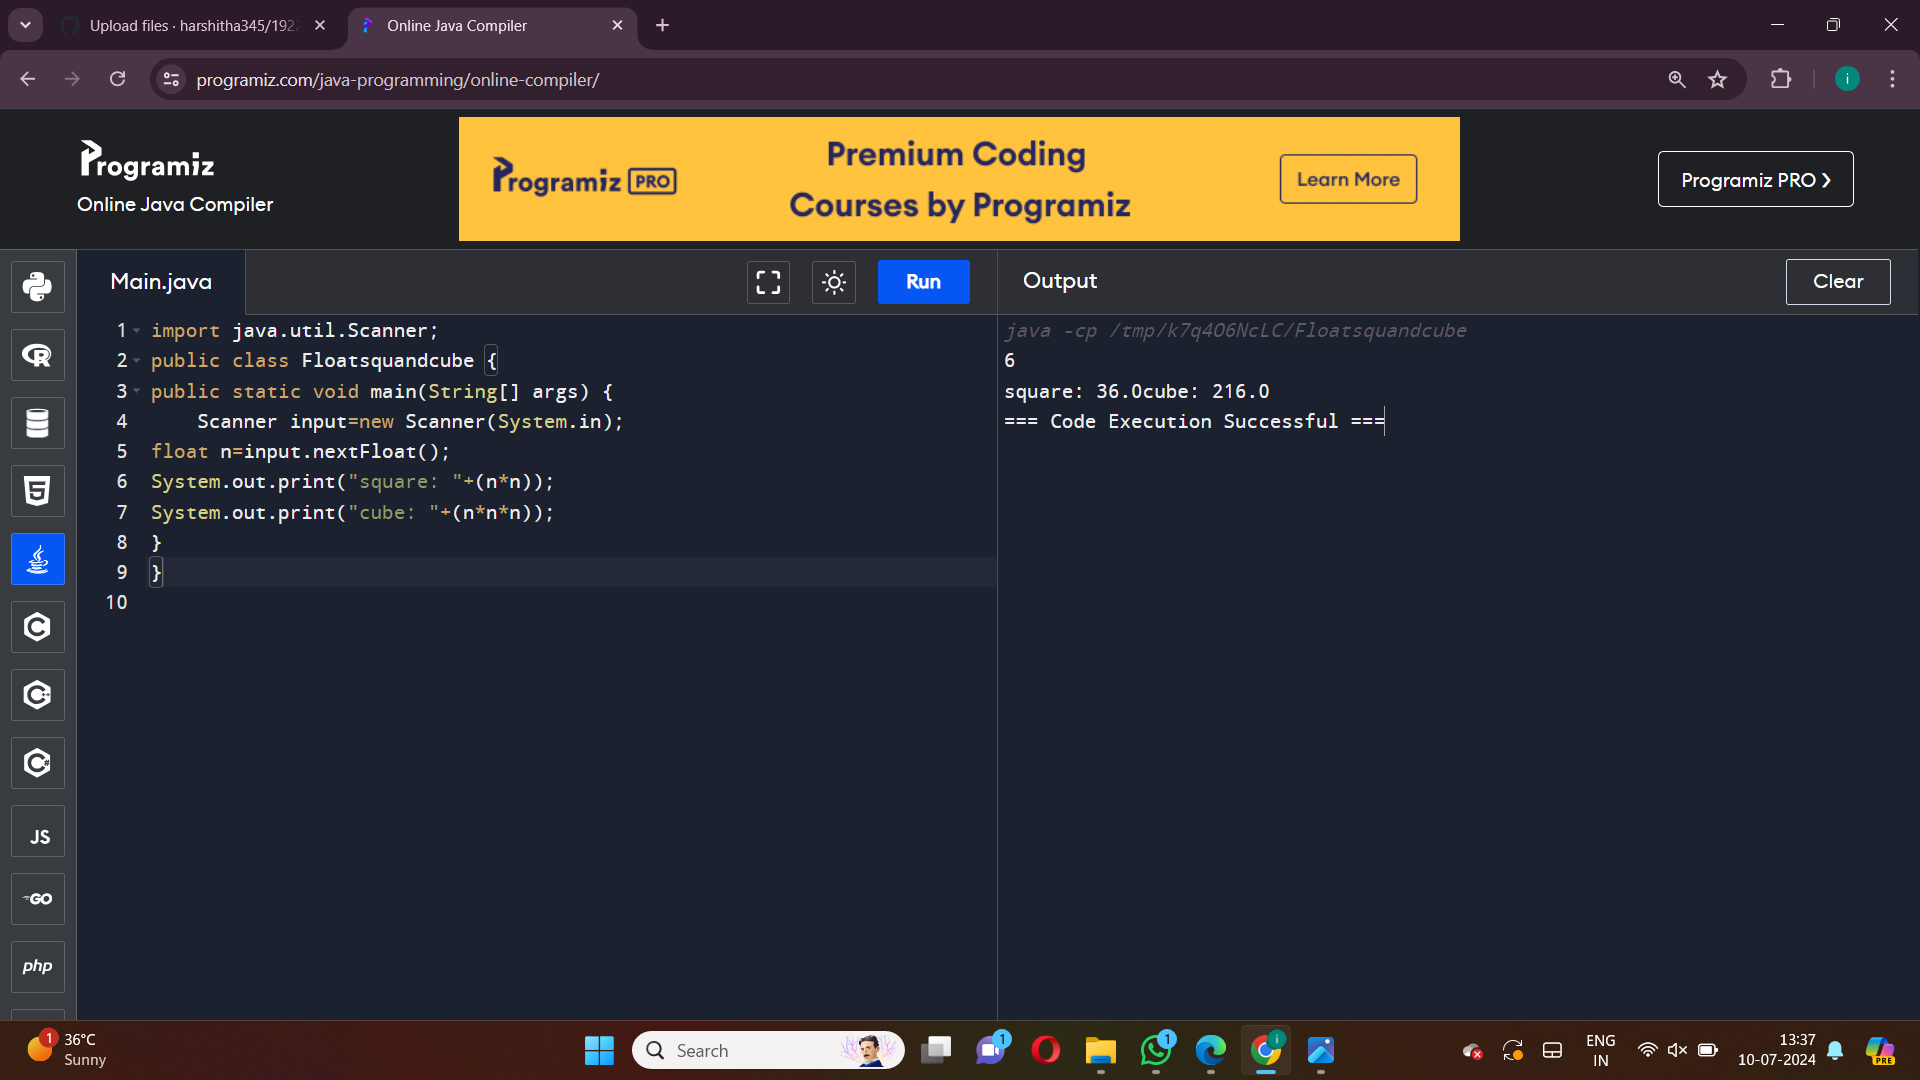 Upload files · harshitha345/192
Online Java Compiler
programiz.com/java-programming/online-compiler/
i
Programiz
Online Java Compiler
Programiz PRO
Premium Coding
Courses by Programiz
Learn More
Programiz PRO ❯
Main.java
Run
Output
Clear
1 import java.util.Scanner;
2 public class Floatsquandcube {
3 public static void main(String[] args) {
4     Scanner input=new Scanner(System.in);
5 float n=input.nextFloat();
6 System.out.print("square: "+(n*n));
7 System.out.print("cube: "+(n*n*n));
8 }
9 }
10
java -cp /tmp/k7q4O6NcLC/Floatsquandcube
6
square: 36.0cube: 216.0
=== Code Execution Successful ===
R
5
C
C++
C#
JS
GO
php
1
36°C
Sunny
Search
1
1
i
ENG
IN
13:37
10-07-2024
PRE